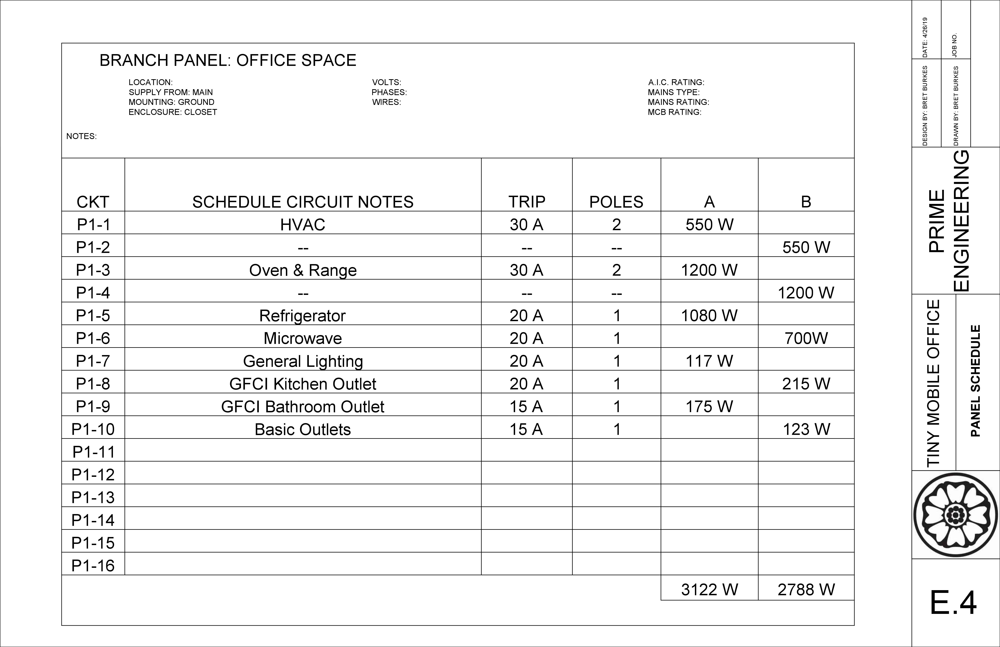 BRANCH PANEL: OFFICE SPACE
LOCATION:
SUPPLY FROM: MAIN
MOUNTING: GROUND
ENCLOSURE: CLOSET
VOLTS:
PHASES:
WIRES:
A.I.C. RATING:
MAINS TYPE:
MAINS RATING:
MCB RATING:
NOTES:
CKT SCHEDULE CIRCUIT NOTES TRIP POLES A B
P1-1 HVAC 30 A 2 550 W
P1-2 -- -- -- 550 W
P1-3 Oven & Range 30 A 2 1200 W
P1-4 -- -- -- 1200 W
P1-5 Refrigerator 20 A 1 1080 W
P1-6 Microwave 20 A 1 700W
P1-7 General Lighting 20 A 1 117 W
P1-8 GFCI Kitchen Outlet 20 A 1 215 W
P1-9 GFCI Bathroom Outlet 15 A 1 175 W
P1-10 Basic Outlets 15 A 1 123 W
P1-11
P1-12
P1-13
P1-14
P1-15
P1-16
3122 W 2788 W
DATE: 4/26/19
JOB NO.
DESIGN BY: BRET BURKES
DRAWN BY: BRET BURKES
PRIME
ENGINEERING
TINY MOBILE OFFICE
PANEL SCHEDULE
E.4